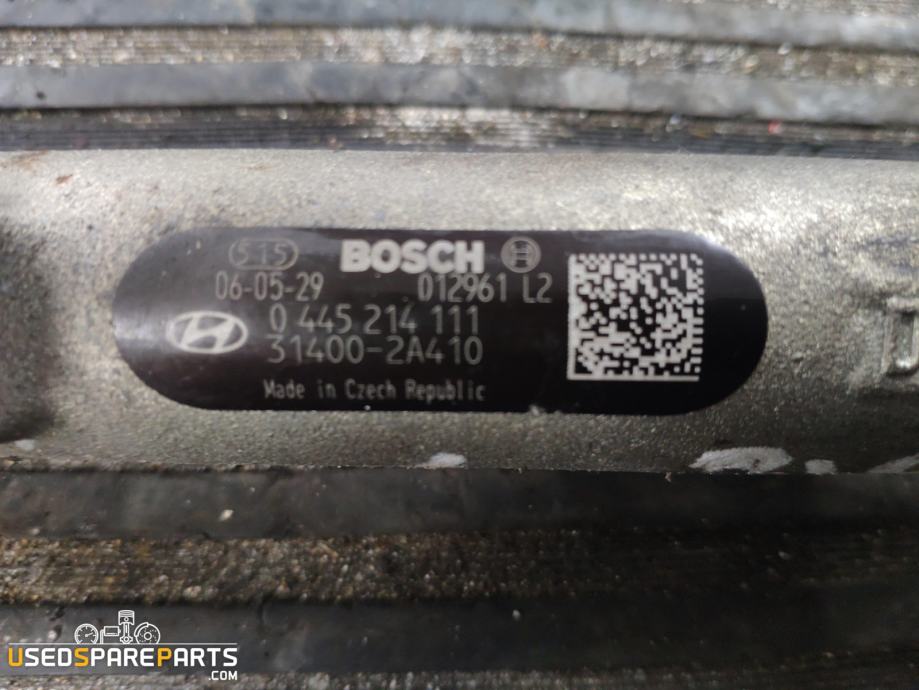 515 BOSCH
06-05-29 012961 L2
0 445 214 111
31400-2A410
Made in Czech Republic
USEDSPAREPARTS
.COM